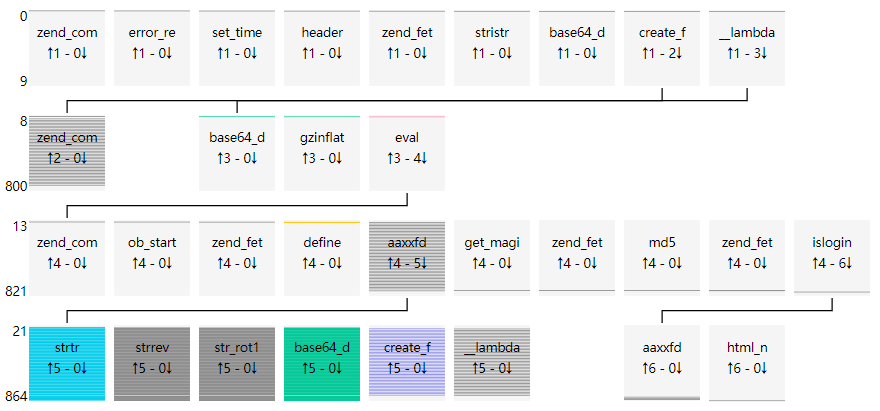 0
zend_com error_re set_time header zend_fet stristr base64_d create_f __lambda
↑1 - 0↓ ↑1 - 0↓ ↑1 - 0↓ ↑1 - 0↓ ↑1 - 0↓ ↑1 - 0↓ ↑1 - 0↓ ↑1 - 2↓ ↑1 - 3↓
9
8
zend_com base64_d gzinflat eval
↑2 - 0↓ ↑3 - 0↓ ↑3 - 0↓ ↑3 - 4↓
800
13
zend_com ob_start zend_fet define aaxxfd get_magi zend_fet md5 zend_fet islogin
↑4 - 0↓ ↑4 - 0↓ ↑4 - 0↓ ↑4 - 0↓ ↑4 - 5↓ ↑4 - 0↓ ↑4 - 0↓ ↑4 - 0↓ ↑4 - 0↓ ↑4 - 6↓
821
21
strtr strrev str_rot1 base64_d create_f __lambda aaxxfd html_n
↑5 - 0↓ ↑5 - 0↓ ↑5 - 0↓ ↑5 - 0↓ ↑5 - 0↓ ↑5 - 0↓ ↑6 - 0↓ ↑6 - 0↓
864